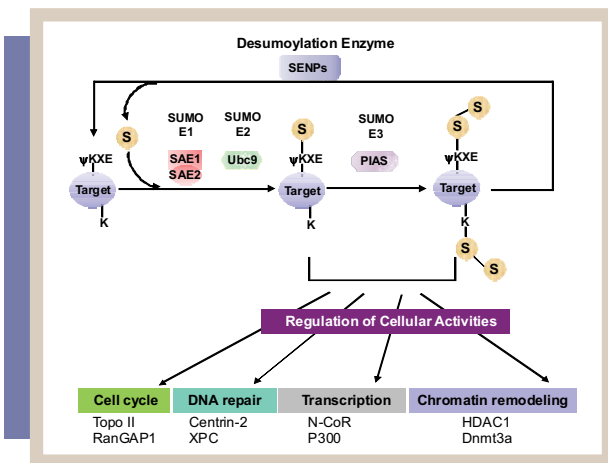 Desumoylation Enzyme
SENPs
SUMO
E1
SUMO
E2
SUMO
E3
S
S
S
S
SAE1
SAE2
Ubc9
PIAS
ψKXE
ψKXE
ψKXE
Target
Target
Target
K
K
K
S
S
Regulation of Cellular Activities
Cell cycle
Topo II
RanGAP1
DNA repair
Centrin-2
XPC
Transcription
N-CoR
P300
Chromatin remodeling
HDAC1
Dnmt3a